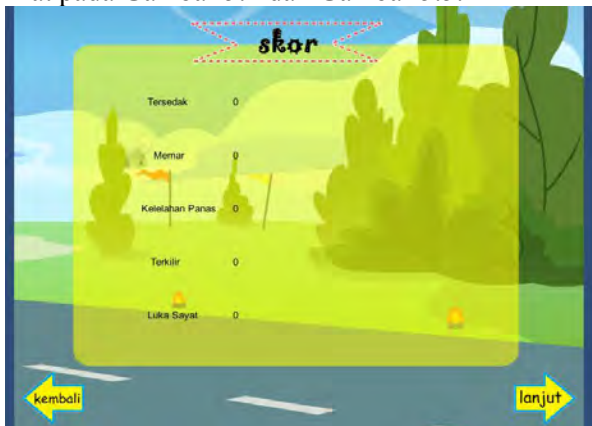 skor
Tersedak 0
Memar 0
Kelelahan Panas 0
Terkilir 0
Luka Sayat 0
kembali
lanjut